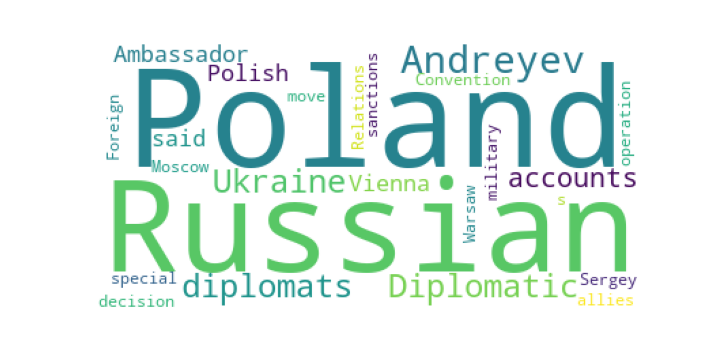 Ambassador
Andreyev
Polish
Convention
Poland
Relations
sanctions
move
Foreign
operation
said
Moscow
military
Ukraine
Vienna
accounts
Warsaw
s
Russian
special
diplomats
Diplomatic
Sergey
decision
allies